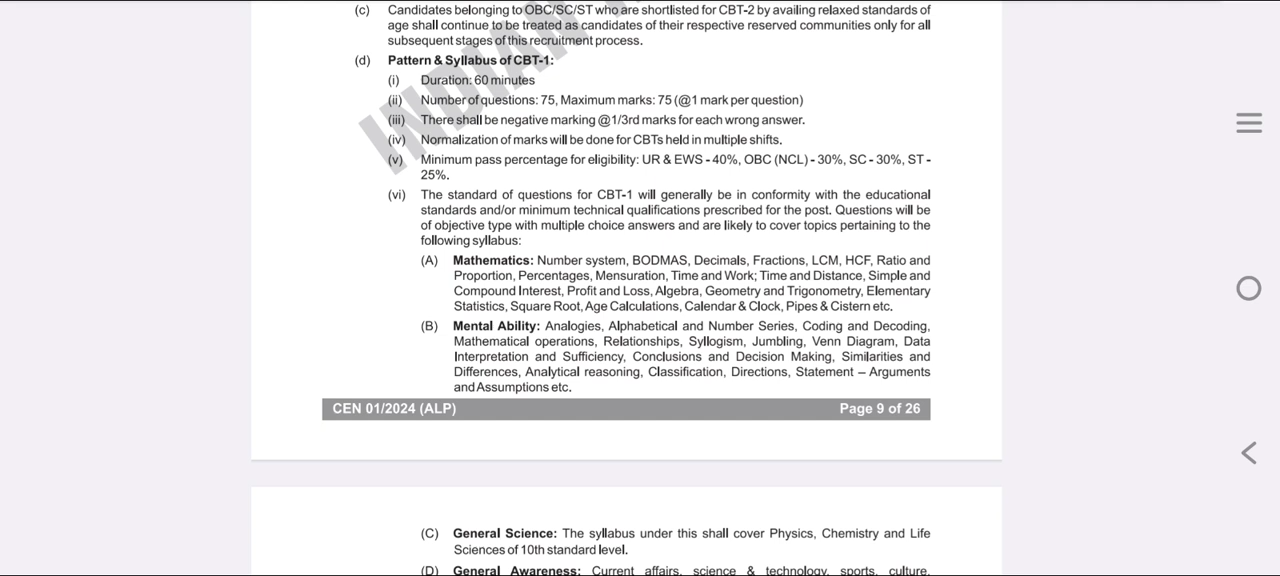 (c) Candidates belonging to OBC/SC/ST who are shortlisted for CBT-2 by availing relaxed standards of
age shall continue to be treated as candidates of their respective reserved communities only for all
subsequent stages of this recruitment process.
(d) Pattern & Syllabus of CBT-1:
(i) Duration: 60 minutes
(ii) Number of questions: 75, Maximum marks: 75 (@1 mark per question)
(iii) There shall be negative marking @1/3rd marks for each wrong answer.
(iv) Normalization of marks will be done for CBTs held in multiple shifts.
(v) Minimum pass percentage for eligibility: UR & EWS - 40%, OBC (NCL) - 30%, SC - 30%, ST -
25%.
(vi) The standard of questions for CBT-1 will generally be in conformity with the educational
standards and/or minimum technical qualifications prescribed for the post. Questions will be
of objective type with multiple choice answers and are likely to cover topics pertaining to the
following syllabus:
(A) Mathematics: Number system, BODMAS, Decimals, Fractions, LCM, HCF, Ratio and
Proportion, Percentages, Mensuration, Time and Work; Time and Distance, Simple and
Compound Interest, Profit and Loss, Algebra, Geometry and Trigonometry, Elementary
Statistics, Square Root, Age Calculations, Calendar & Clock, Pipes & Cistern etc.
(B) Mental Ability: Analogies, Alphabetical and Number Series, Coding and Decoding,
Mathematical operations, Relationships, Syllogism, Jumbling, Venn Diagram, Data
Interpretation and Sufficiency, Conclusions and Decision Making, Similarities and
Differences, Analytical reasoning, Classification, Directions, Statement – Arguments
and Assumptions etc.
INDIAN
CEN 01/2024 (ALP) Page 9 of 26
(C) General Science: The syllabus under this shall cover Physics, Chemistry and Life
Sciences of 10th standard level.
(D) General Awareness: Current affairs, science & technology, sports, culture,